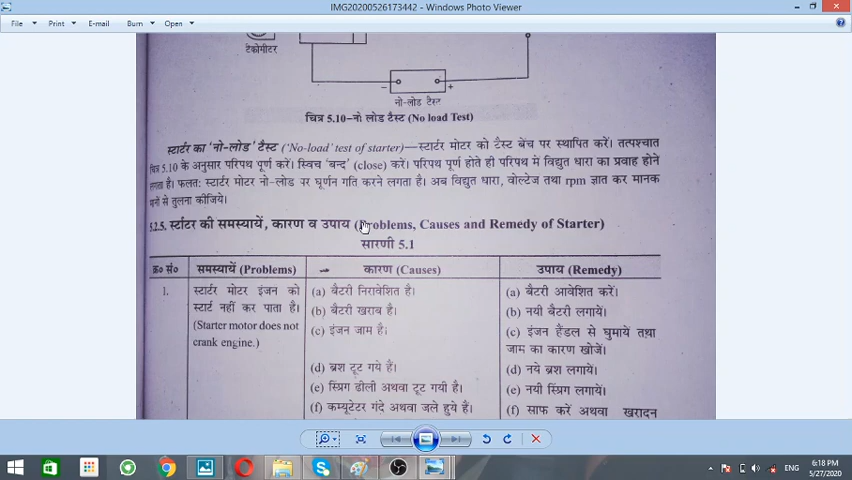 IMG20200526173442 - Windows Photo Viewer
File Print E-mail Burn Open
टेकोमीटर
− +
नो-लोड टैस्ट
चित्र 5.10-नो लोड टैस्ट (No load Test)
स्टार्टर का 'नो-लोड' टैस्ट ('No-load' test of starter)—स्टार्टर मोटर को टैस्ट बेंच पर स्थापित करें। तत्पश्चात
चित्र 5.10 के अनुसार परिपथ पूर्ण करें। स्विच 'बन्द' (close) करें। परिपथ पूर्ण होते ही परिपथ में विद्युत धारा का प्रवाह होने
लगता है। फलत: स्टार्टर मोटर नो-लोड पर घूर्णन गति करने लगता है। अब विद्युत धारा, वोल्टेज तथा rpm ज्ञात कर मानक
मानों से तुलना कीजिये।
5.2.5. स्टार्टर की समस्यायें, कारण व उपाय (Problems, Causes and Remedy of Starter)
सारणी 5.1
क्र० सं० समस्यायें (Problems) कारण (Causes) उपाय (Remedy)
1. स्टार्टर मोटर इंजन को (a) बैटरी निरावेशित है। (a) बैटरी आवेशित करें।
स्टार्ट नहीं कर पाता है। (b) बैटरी खराब है। (b) नयी बैटरी लगायें।
(Starter motor does not (c) इंजन जाम है। (c) इंजन हैंडल से घुमायें तथा
crank engine.) जाम का कारण खोजें।
(d) ब्रश टूट गये हैं। (d) नये ब्रश लगायें।
(e) स्प्रिग ढीली अथवा टूट गयी है। (e) नयी स्प्रिंग लगायें।
(f) कम्यूटेटर गंदे अथवा जले हुये हैं। (f) साफ करें अथवा खरादन
ENG 6:18 PM
5/27/2020